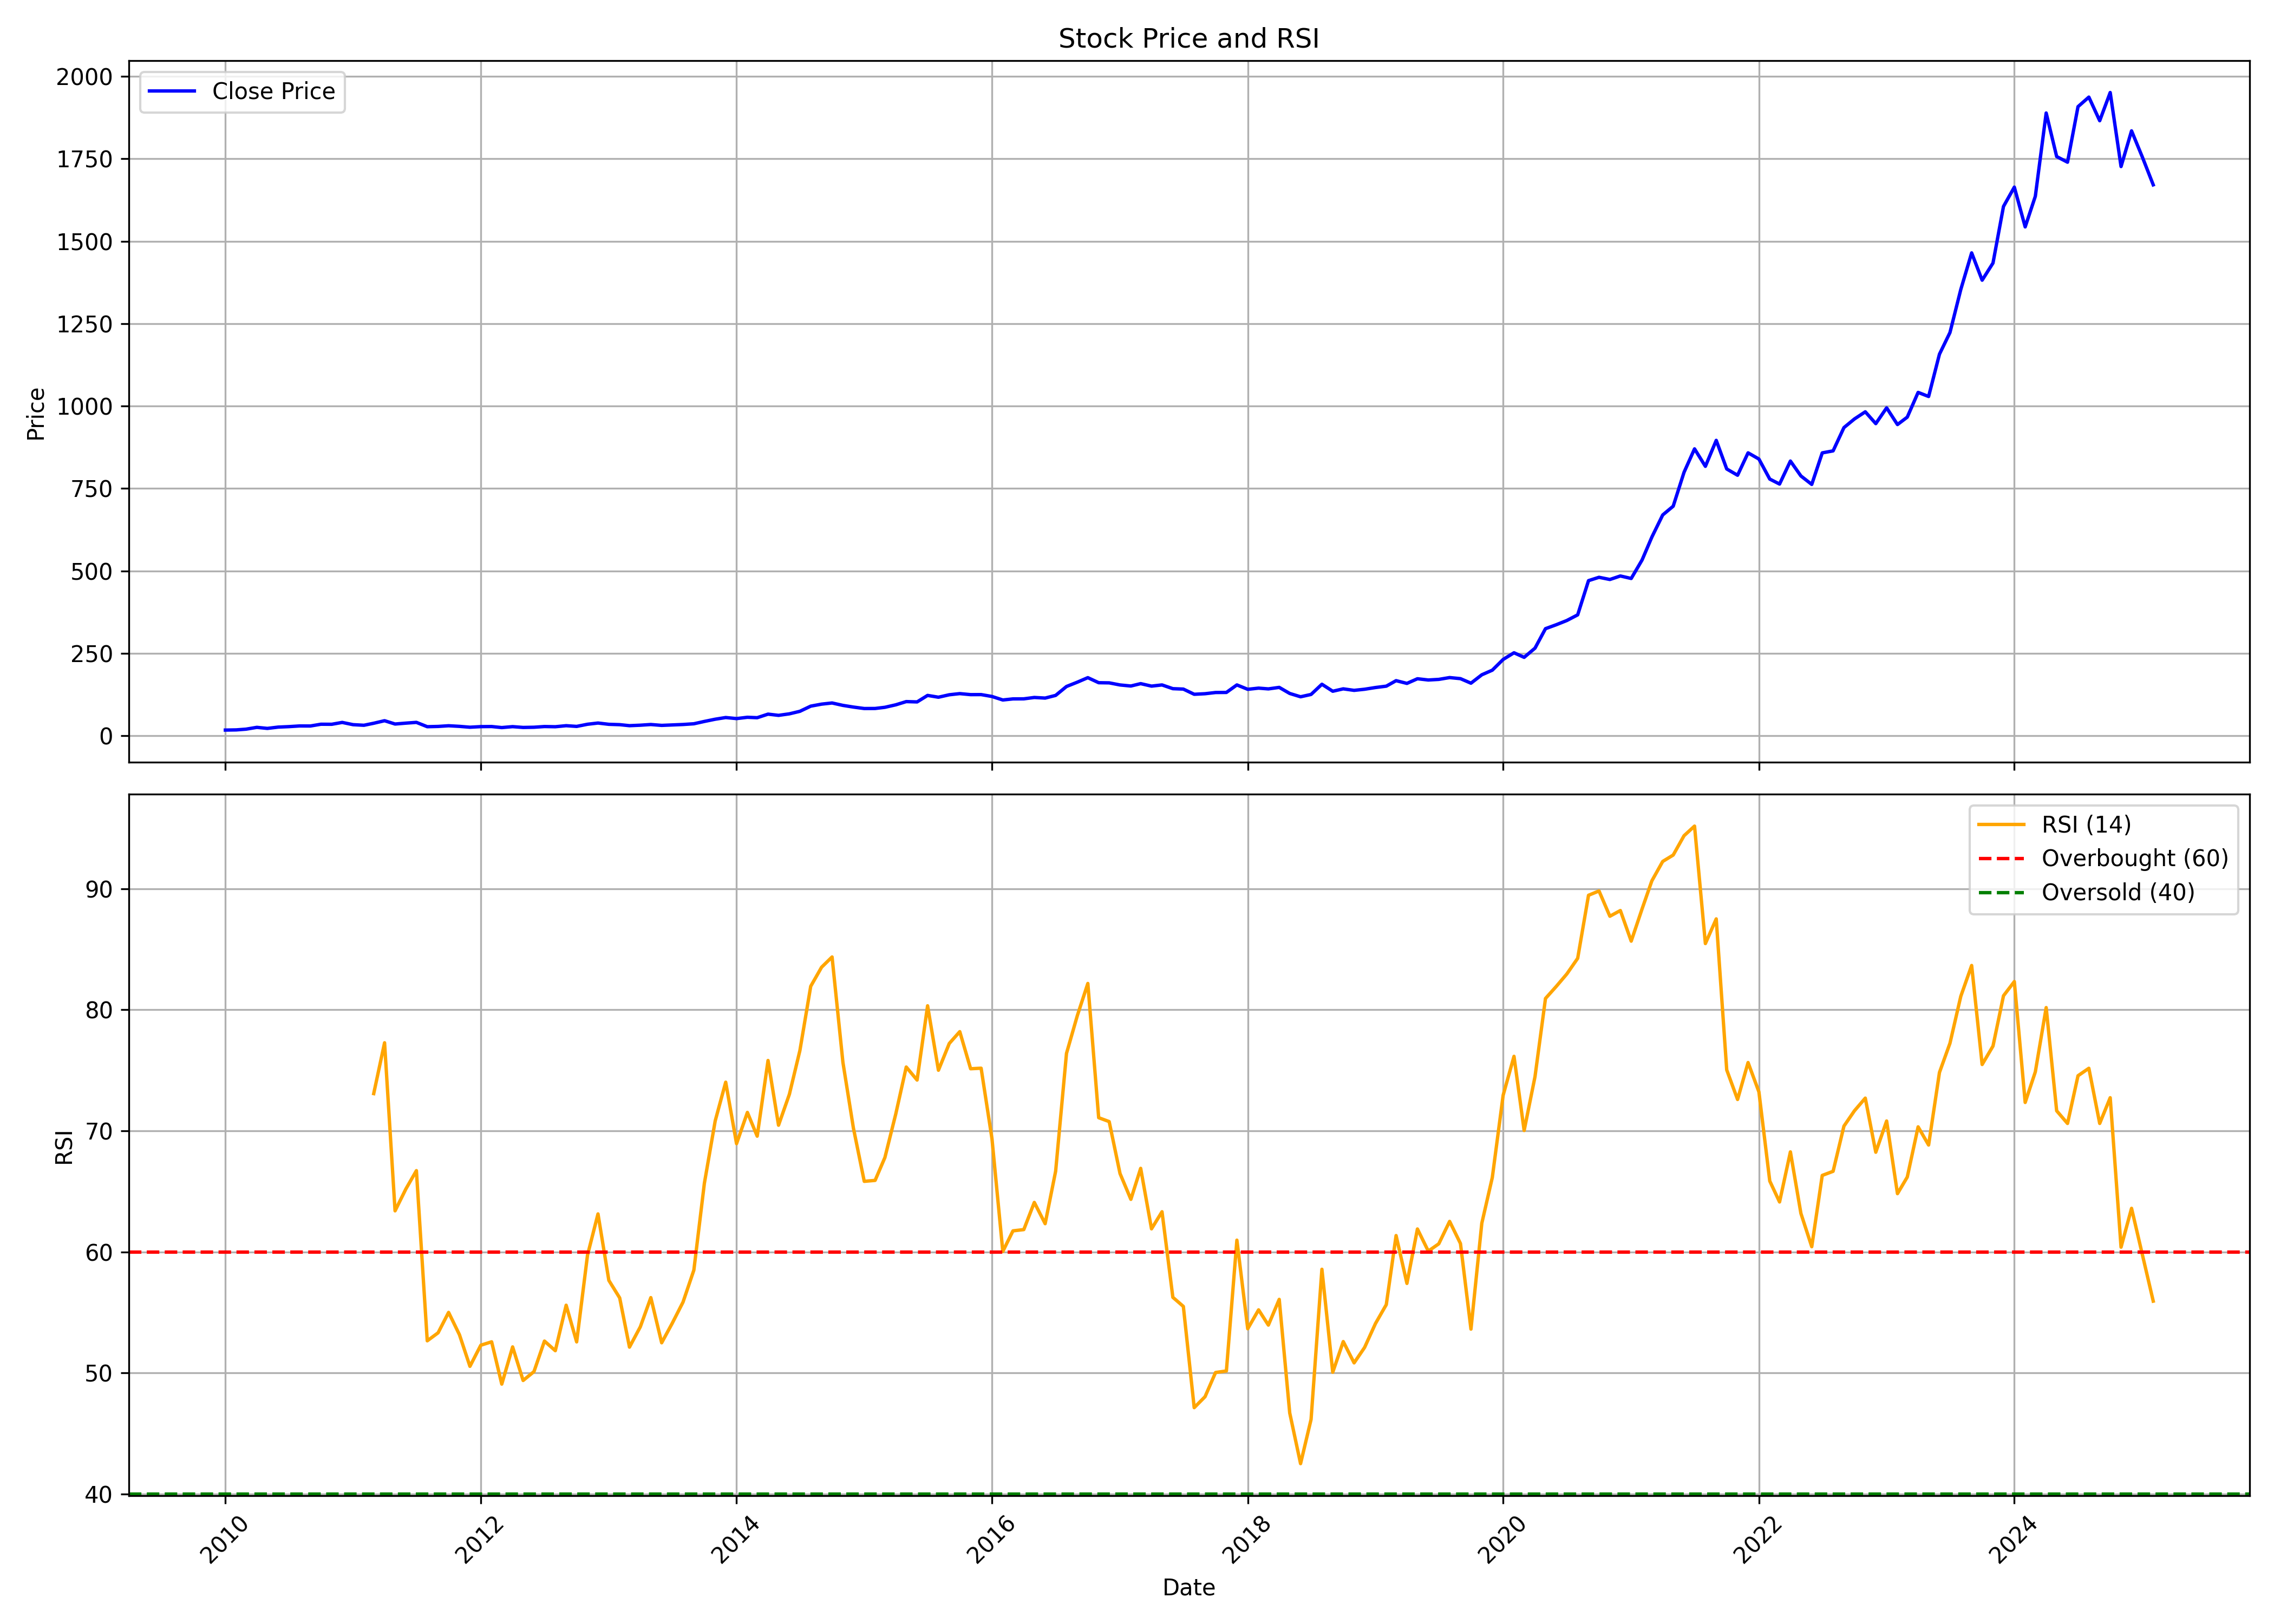 Stock Price and RSI
Close Price
2000
1750
1500
1250
1000
750
500
250
0
Price
RSI (14)
Overbought (60)
Oversold (40)
90
80
70
60
50
40
RSI
2010
2012
2014
2016
2018
2020
2022
2024
Date